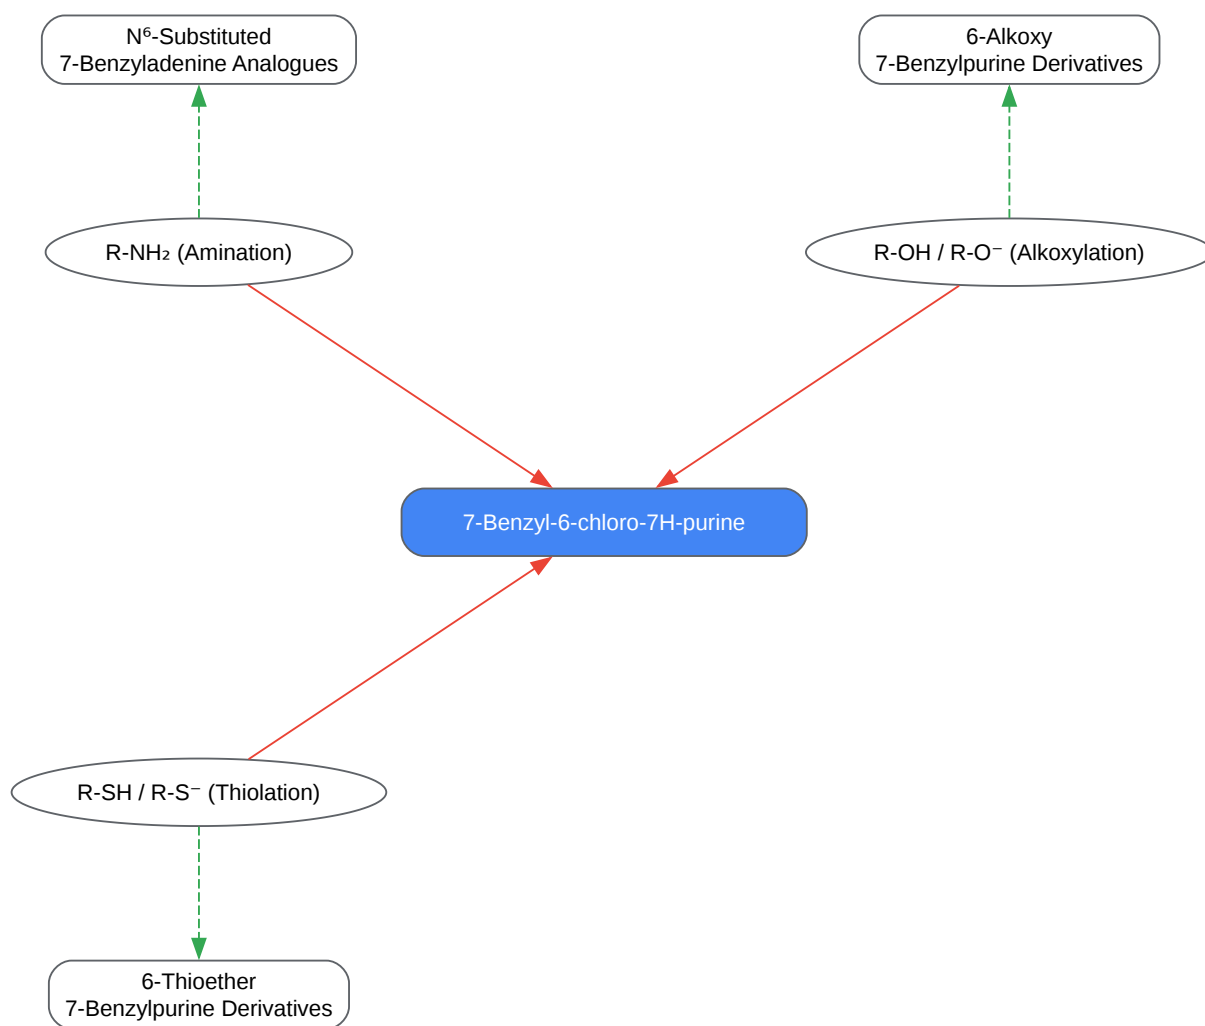 N⁶-Substituted
7-Benzyladenine Analogues
6-Alkoxy
7-Benzylpurine Derivatives
R-NH₂ (Amination)
R-OH / R-O⁻ (Alkoxylation)
7-Benzyl-6-chloro-7H-purine
R-SH / R-S⁻ (Thiolation)
6-Thioether
7-Benzylpurine Derivatives